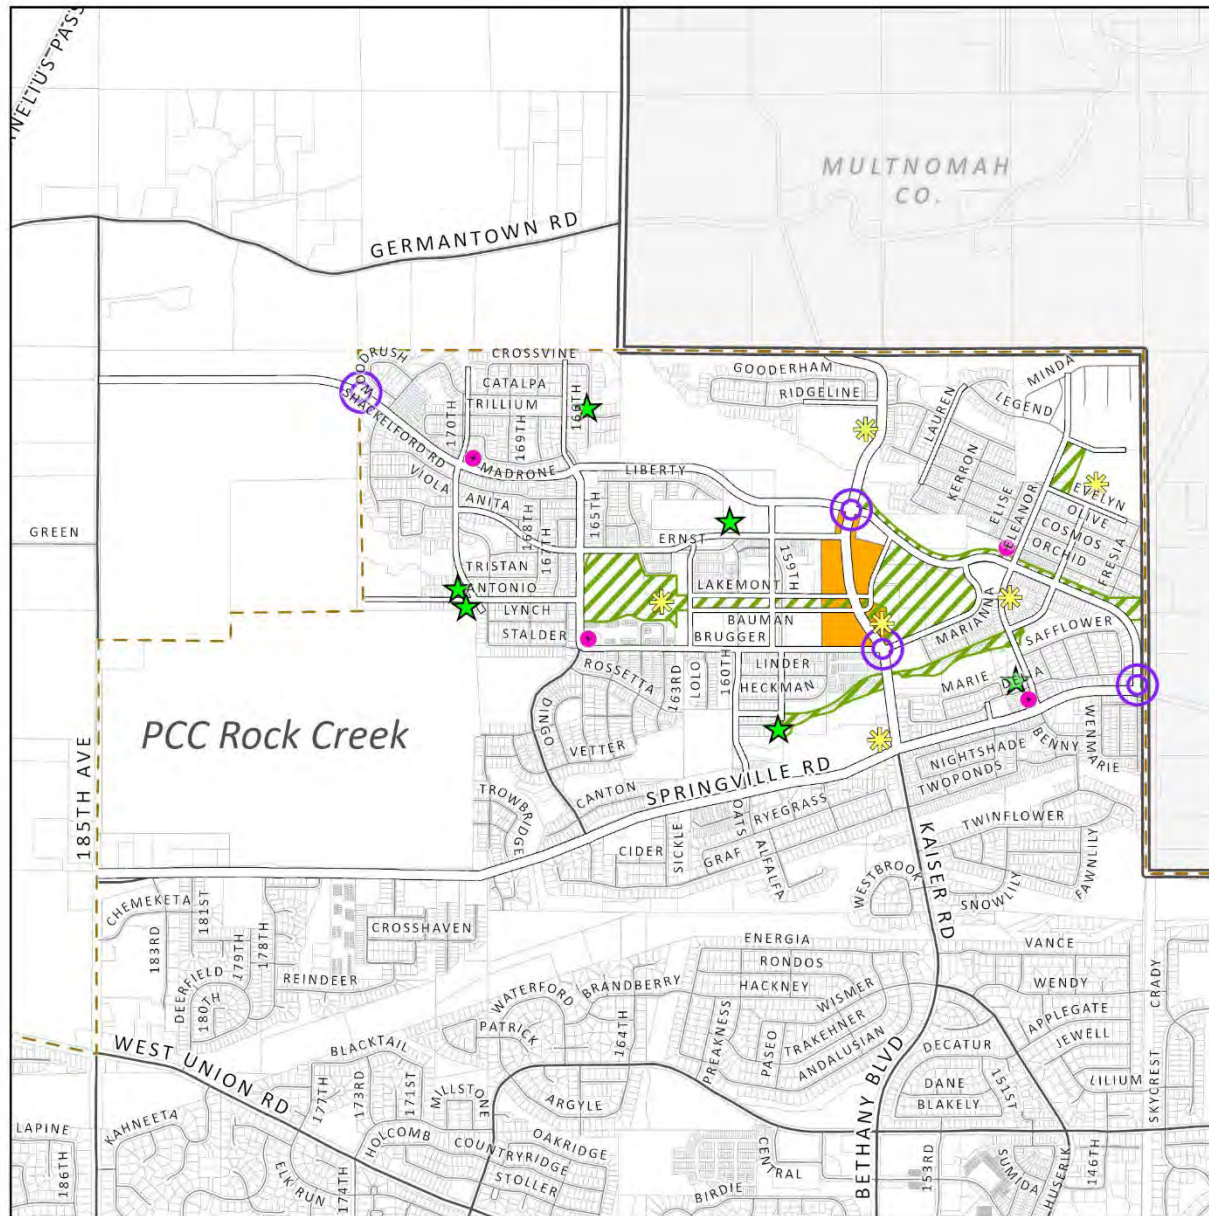 NELIUS PASS
MULTNOMAH
CO.
GERMANTOWN RD
WOODRUSH
CROSSVINE
CATALPA
TRILLIUM
166TH
170TH
169TH
SHACKELFORD RD
MADRONE
VIOLA
ANITA
168TH
167TH
165TH
LIBERTY
ERNST
GOODERHAM
RIDGELINE
LAUREN
MINDA
LEGEND
KERRON
ELISE
ELEANOR
EVELYN
OLIVE
COSMOS
ORCHID
FRESIA
GREEN
TRISTAN
ANTONIO
LYNCH
STALDER
159TH
LAKEMONT
BAUMAN
BRUGGER
MARIANNA
SAFFLOWER
ROSSETTA
163RD
LOLO
160TH
LINDER
HECKMAN
MARIE
DELIA
DINGO
VETTER
PCC Rock Creek
WENMARIE
BENNY
NIGHTSHADE
TWOPONDS
185TH AVE
SPRINGVILLE RD
CANTON
TROWBRIDGE
OATS
RYEGRASS
GRAF
ALFALFA
CIDER
SICKLE
KAISER RD
TWINFLOWER
WESTBROOK
SNOWLILY
FAWNLILY
CHEMEKETA
181ST
183RD
179TH
178TH
DEERFIELD
180TH
REINDEER
CROSSHAVEN
ENERGIA
RONDOS
HACKNEY
WISMER
VANCE
WENDY
CRADY
WATERFORD
BRANDBERRY
PATRICK
164TH
PREAKNESS
PASEO
TRAKEHNER
ANDALUSIAN
APPLEGATE
JEWELL
DECATUR
DANE
BLAKELY
151ST
LILIUM
SKYCREST
WEST UNION RD
BLACKTAIL
177TH
173RD
171ST
MILLSTONE
ARGYLE
BETHANY BLVD
LAPINE
KAHNEETA
186TH
HOLCOMB
COUNTRYRIDGE
OAKRIDGE
STOLLER
ELK RUN
174TH
CENTRAL
BIRDIE
153RD
SUMIDA
HUSERIK
146TH